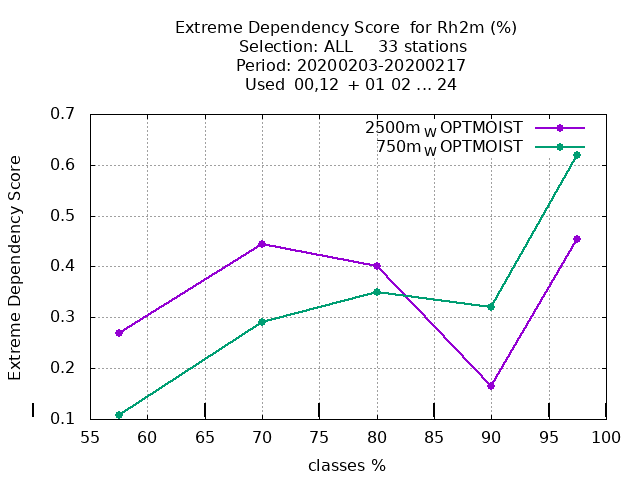 Extreme Dependency Score  for Rh2m (%)
Selection: ALL     33 stations
Period: 20200203-20200217
Used  00,12  + 01 02 ... 24
2500m W OPTMOIST
750m W OPTMOIST
0.7
0.6
0.5
0.4
0.3
0.2
0.1
Extreme Dependency Score
55 60 65 70 75 80 85 90 95 100
classes %